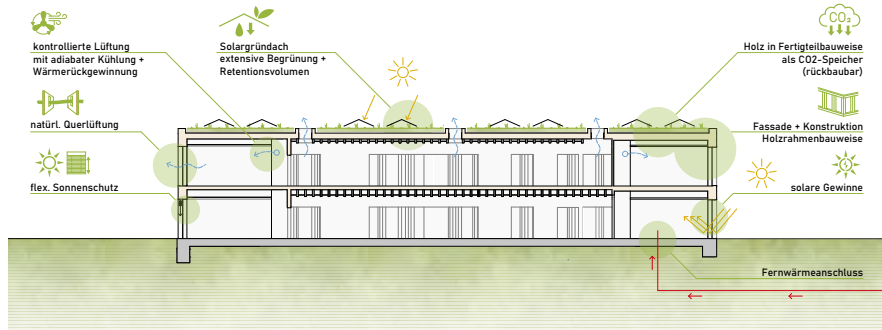 kontrollierte Lüftung
mit adiabater Kühlung +
Wärmerückgewinnung
natürl. Querlüftung
flex. Sonnenschutz
Solargründach
extensive Begrünung +
Retentionsvolumen
CO₂
Holz in Fertigteilbauweise
als CO2-Speicher
(rückbaubar)
Fassade + Konstruktion
Holzrahmenbauweise
solare Gewinne
Fernwärmeanschluss